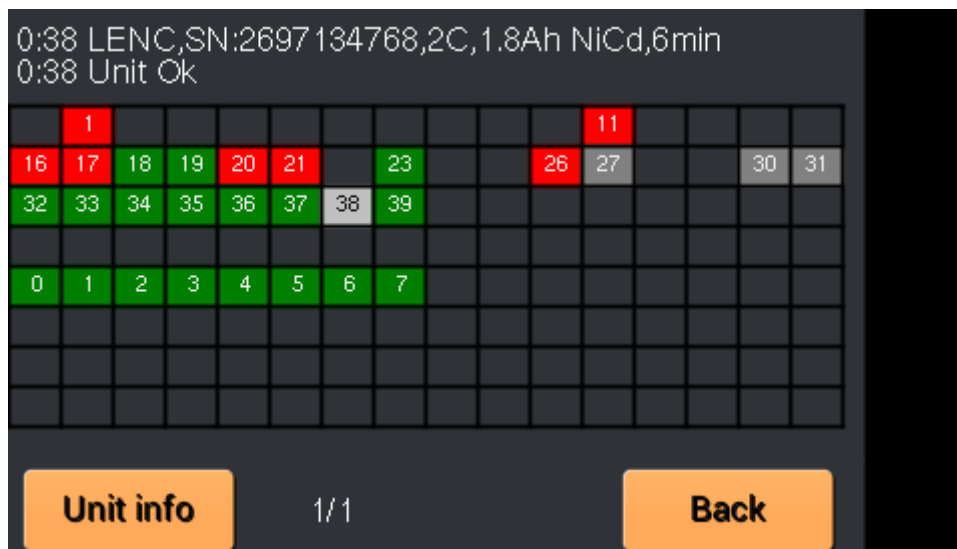 0:38 LENC,SN:2697134768,2C,1.8Ah NiCd,6min
0:38 Unit Ok
1 11
16 17 18 19 20 21 23 26 27 30 31
32 33 34 35 36 37 38 39
0 1 2 3 4 5 6 7
Unit info 1/1 Back